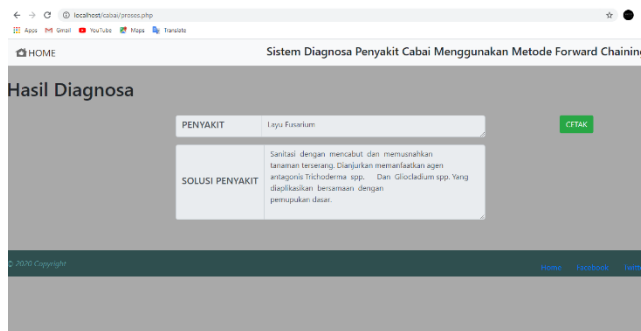 localhost/cabai/proses.php
Apps Gmail YouTube Maps Translate
HOME
Sistem Diagnosa Penyakit Cabai Menggunakan Metode Forward Chaining
Hasil Diagnosa
PENYAKIT
Layu Fusarium
CETAK
SOLUSI PENYAKIT
Sanitasi dengan mencabut dan memusnahkan
tanaman terserang. Dianjurkan memanfaatkan agen
antagonis Trichoderma spp. Dan Gliocladium spp. Yang
diaplikasikan bersamaan dengan
pemupukan dasar.
© 2020 Copyright
Home Facebook